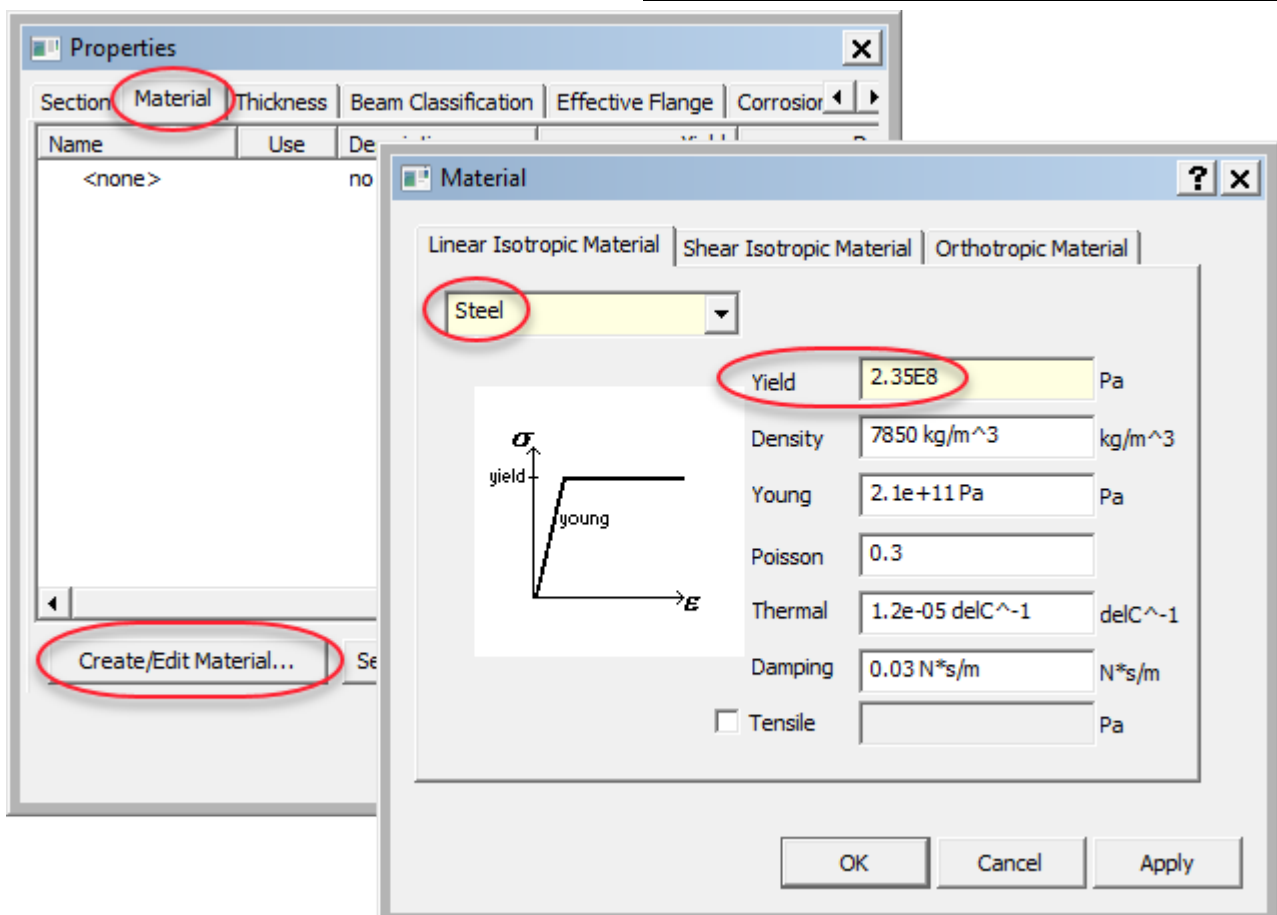 Properties
Section Material Thickness Beam Classification Effective Flange Corrosion
Name Use
<none> no
Create/Edit Material... Se
Material
Linear Isotropic Material Shear Isotropic Material Orthotropic Material
Steel
σ
yield
young
ε
Yield 2.35E8 Pa
Density 7850 kg/m^3 kg/m^3
Young 2.1e+11 Pa Pa
Poisson 0.3
Thermal 1.2e-05 delC^-1 delC^-1
Damping 0.03 N*s/m N*s/m
Tensile Pa
OK Cancel Apply